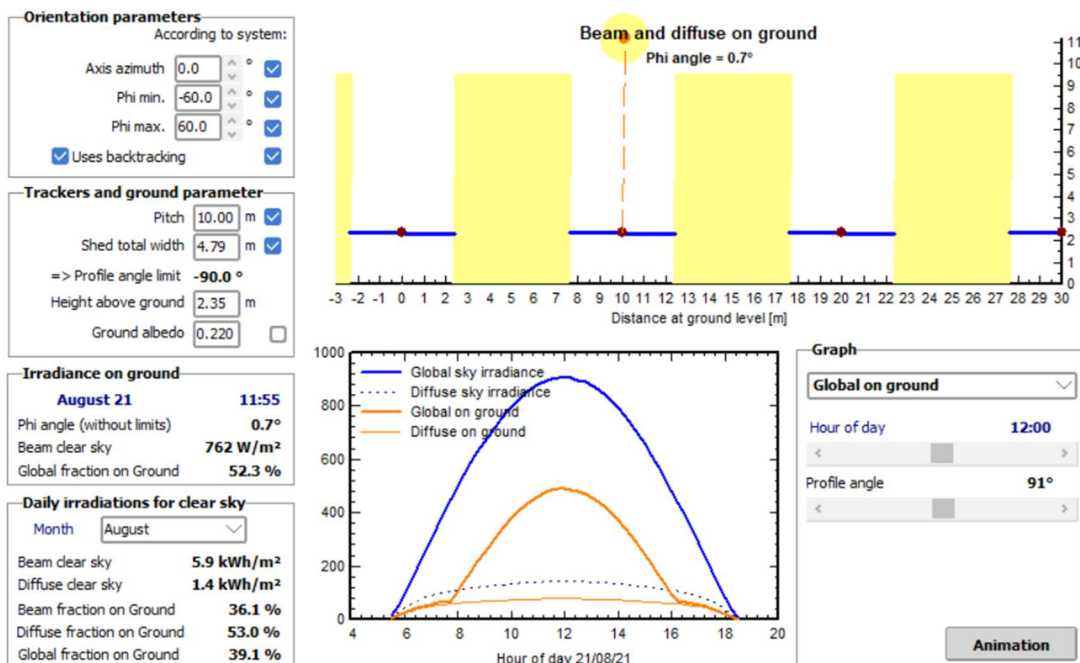 Orientation parameters
According to system:
Axis azimuth 0.0 °
Phi min. -60.0 °
Phi max. 60.0 °
Uses backtracking
Trackers and ground parameter
Pitch 10.00 m
Shed total width 4.79 m
=> Profile angle limit -90.0 °
Height above ground 2.35 m
Ground albedo 0.220
Irradiance on ground
August 21 11:55
Phi angle (without limits) 0.7°
Beam clear sky 762 W/m²
Global fraction on Ground 52.3 %
Daily irradiations for clear sky
Month August
Beam clear sky 5.9 kWh/m²
Diffuse clear sky 1.4 kWh/m²
Beam fraction on Ground 36.1 %
Diffuse fraction on Ground 53.0 %
Global fraction on Ground 39.1 %
Beam and diffuse on ground
Phi angle = 0.7°
11
10
9
8
7
6
5
4
3
2
1
0
-3 -2 -1 0 1 2 3 4 5 6 7 8 9 10 11 12 13 14 15 16 17 18 19 20 21 22 23 24 25 26 27 28 29 30
Distance at ground level [m]
1000
800
600
400
200
0
Global sky irradiance
Diffuse sky irradiance
Global on ground
Diffuse on ground
4 6 8 10 12 14 16 18 20
Hour of day 21/08/21
Graph
Global on ground
Hour of day 12:00
Profile angle 91°
Animation